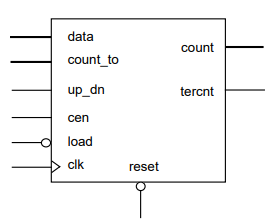 data
count_to
up_dn
cen
load
clk
count
tercnt
reset